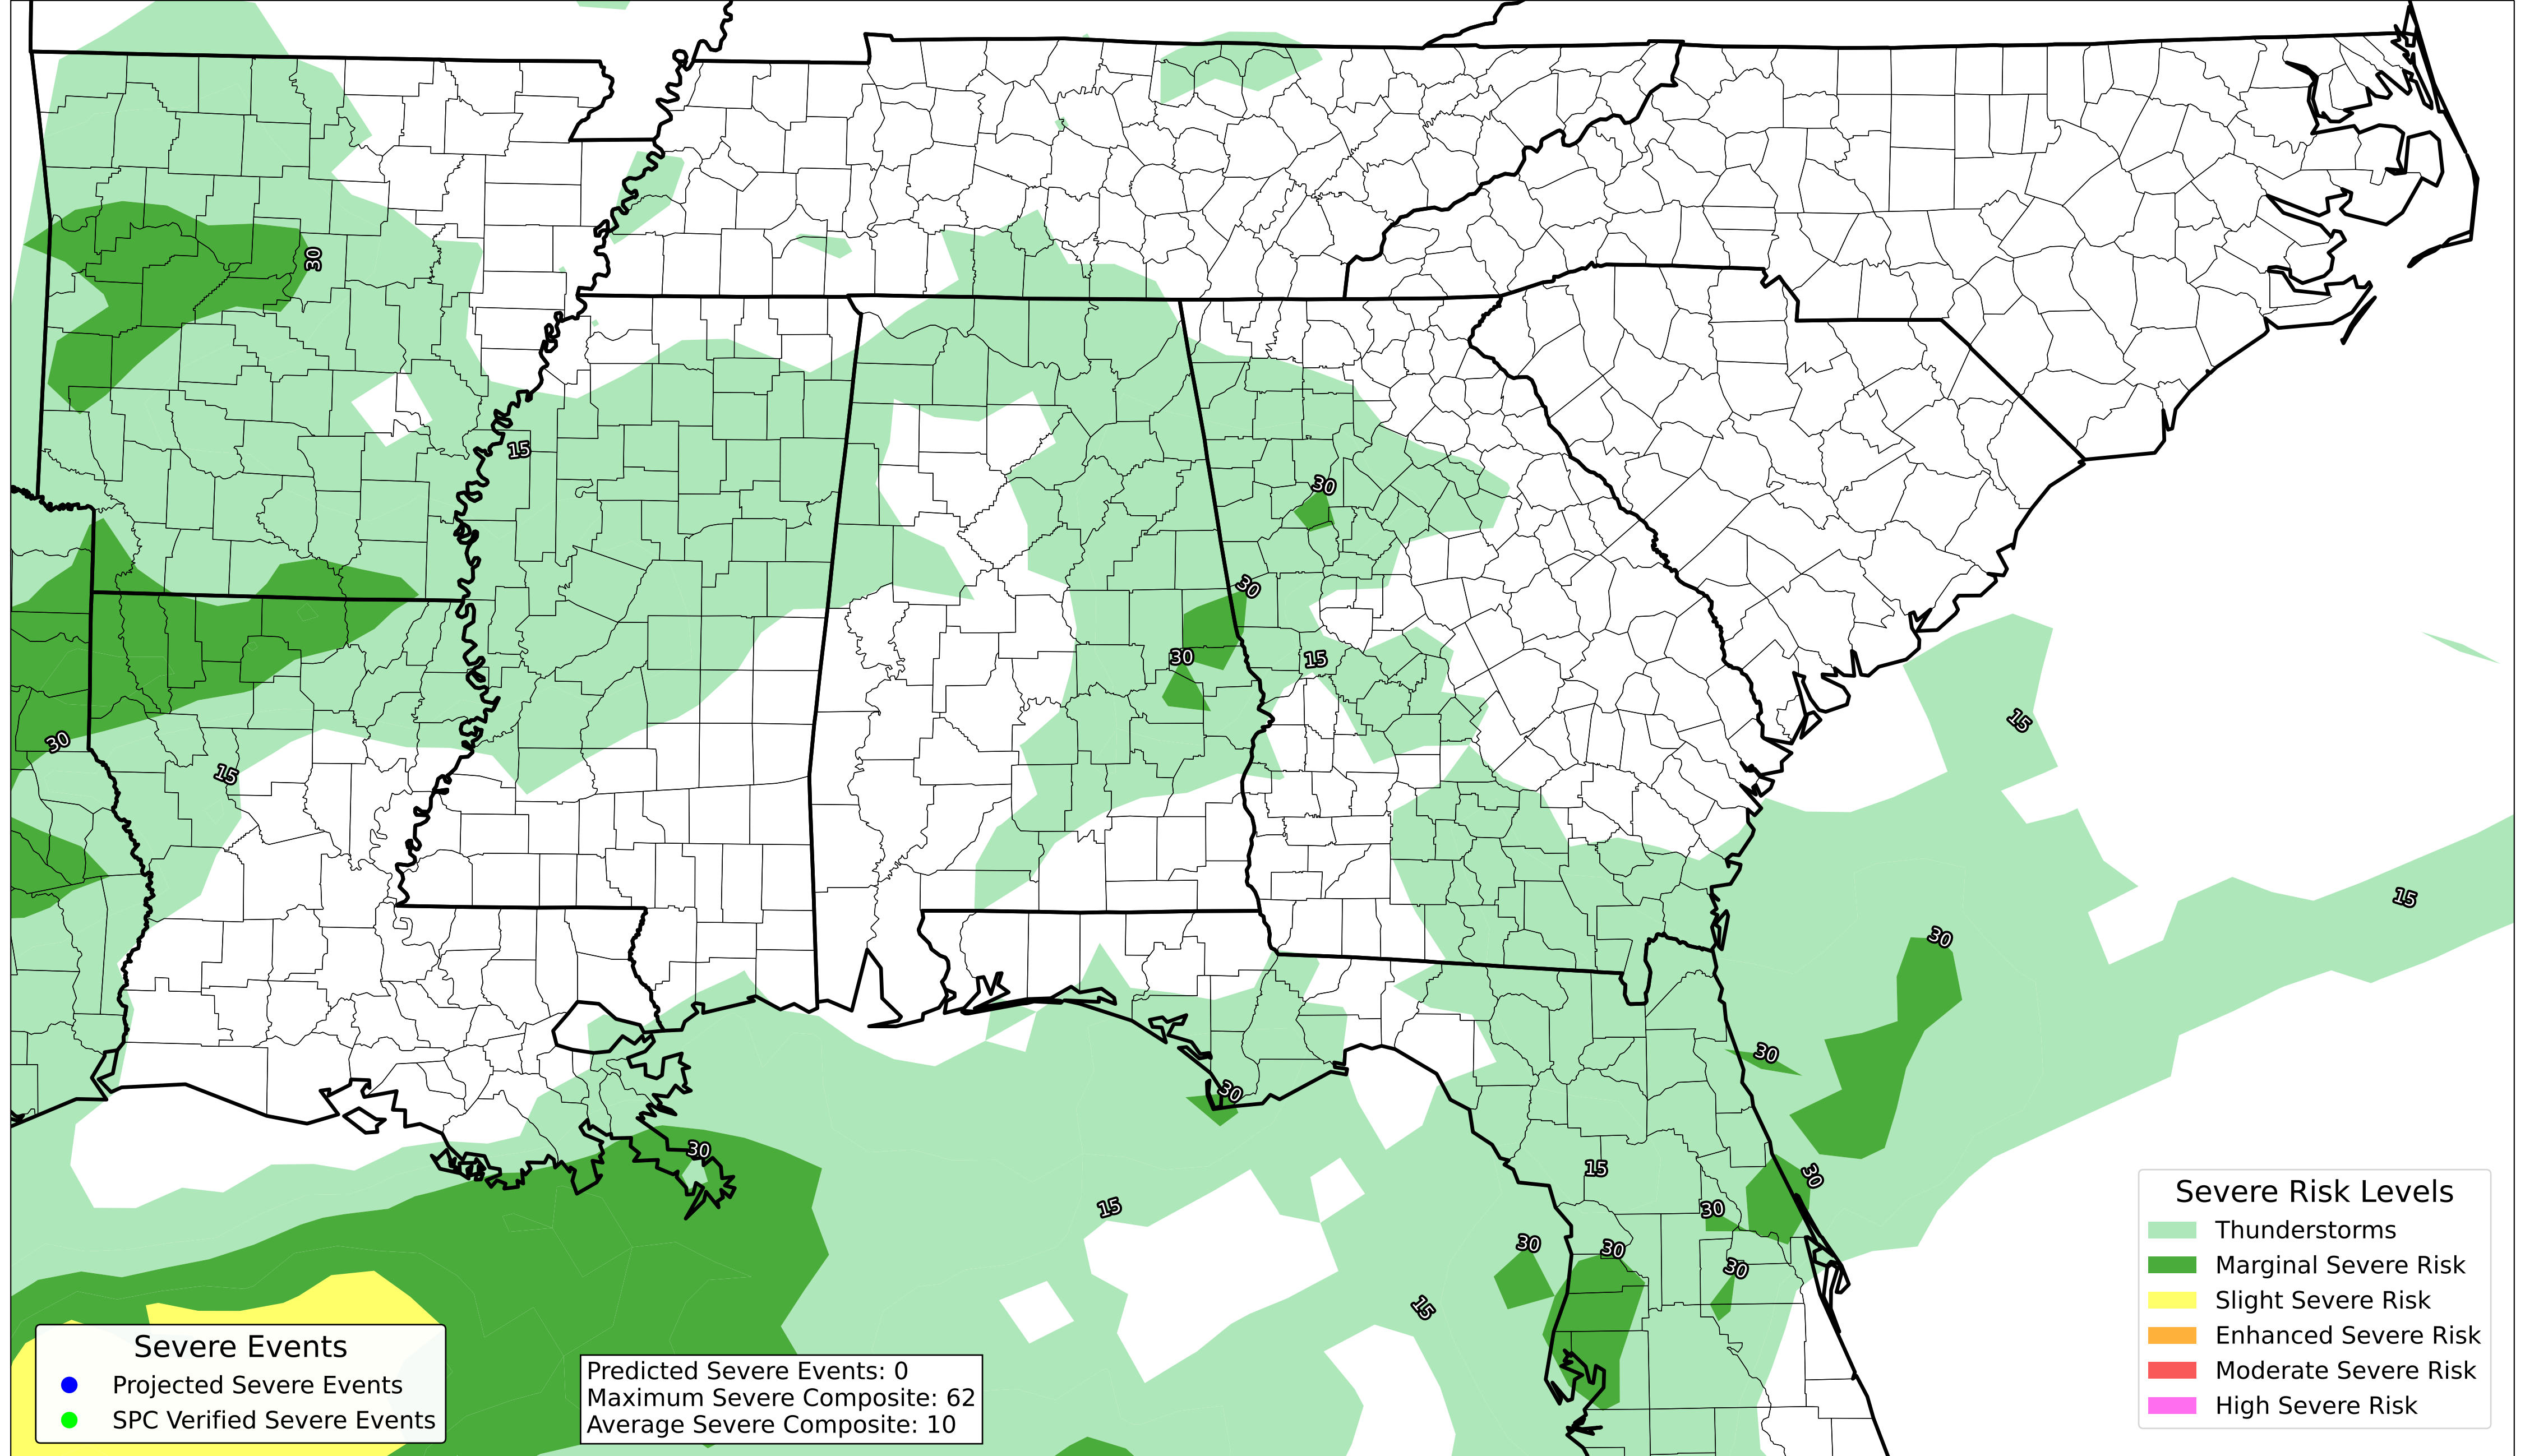 30
15
30
30
30
15
30
15
15
15
30
30
30
30
15
30
30
15
30
30
30
15
Severe Risk Levels
Thunderstorms
Marginal Severe Risk
Slight Severe Risk
Enhanced Severe Risk
Moderate Severe Risk
High Severe Risk
Severe Events
Projected Severe Events
SPC Verified Severe Events
Predicted Severe Events: 0
Maximum Severe Composite: 62
Average Severe Composite: 10